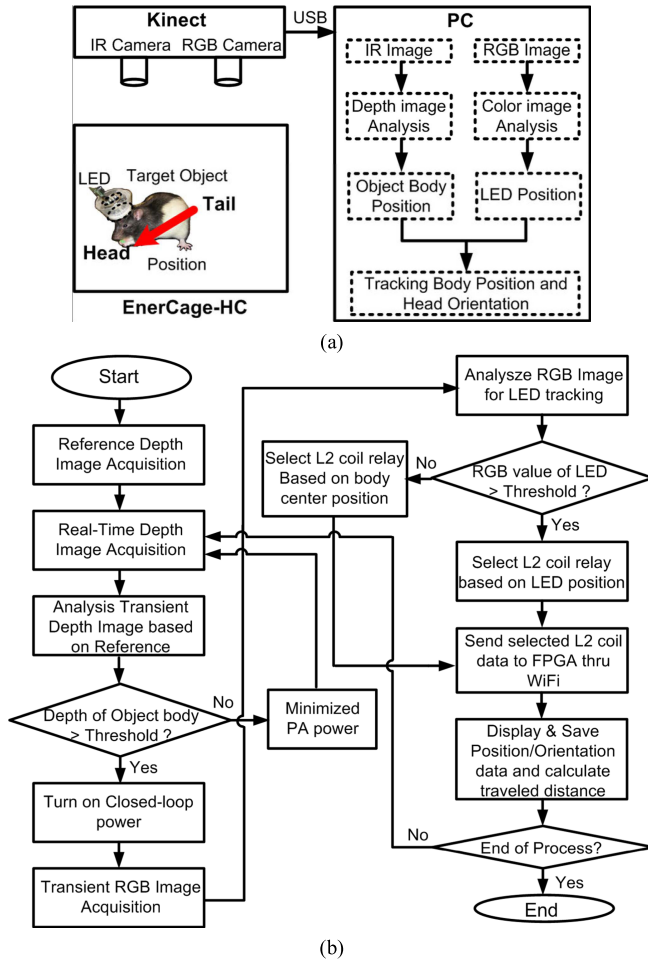 Kinect
IR Camera RGB Camera
USB
PC
IR Image
RGB Image
Depth image
Analysis
Color image
Analysis
Object Body
Position
LED Position
Tracking Body Position and
Head Orientation
LED
Target Object
Tail
Head
Position
EnerCage-HC
(a)
Start
Reference Depth
Image Acquisition
Real-Time Depth
Image Acquisition
Analysis Transient
Depth Image based
on Reference
Depth of Object body
> Threshold ?
No
Minimized
PA power
Yes
Turn on Closed-loop
power
Transient RGB Image
Acquisition
Analysze RGB Image
for LED tracking
RGB value of LED
> Threshold ?
No
Select L2 coil relay
Based on body
center position
Yes
Select L2 coil relay
based on LED position
Send selected L2 coil
data to FPGA thru
WiFi
Display & Save
Position/Orientation
data and calculate
traveled distance
End of Process?
No
Yes
End
(b)